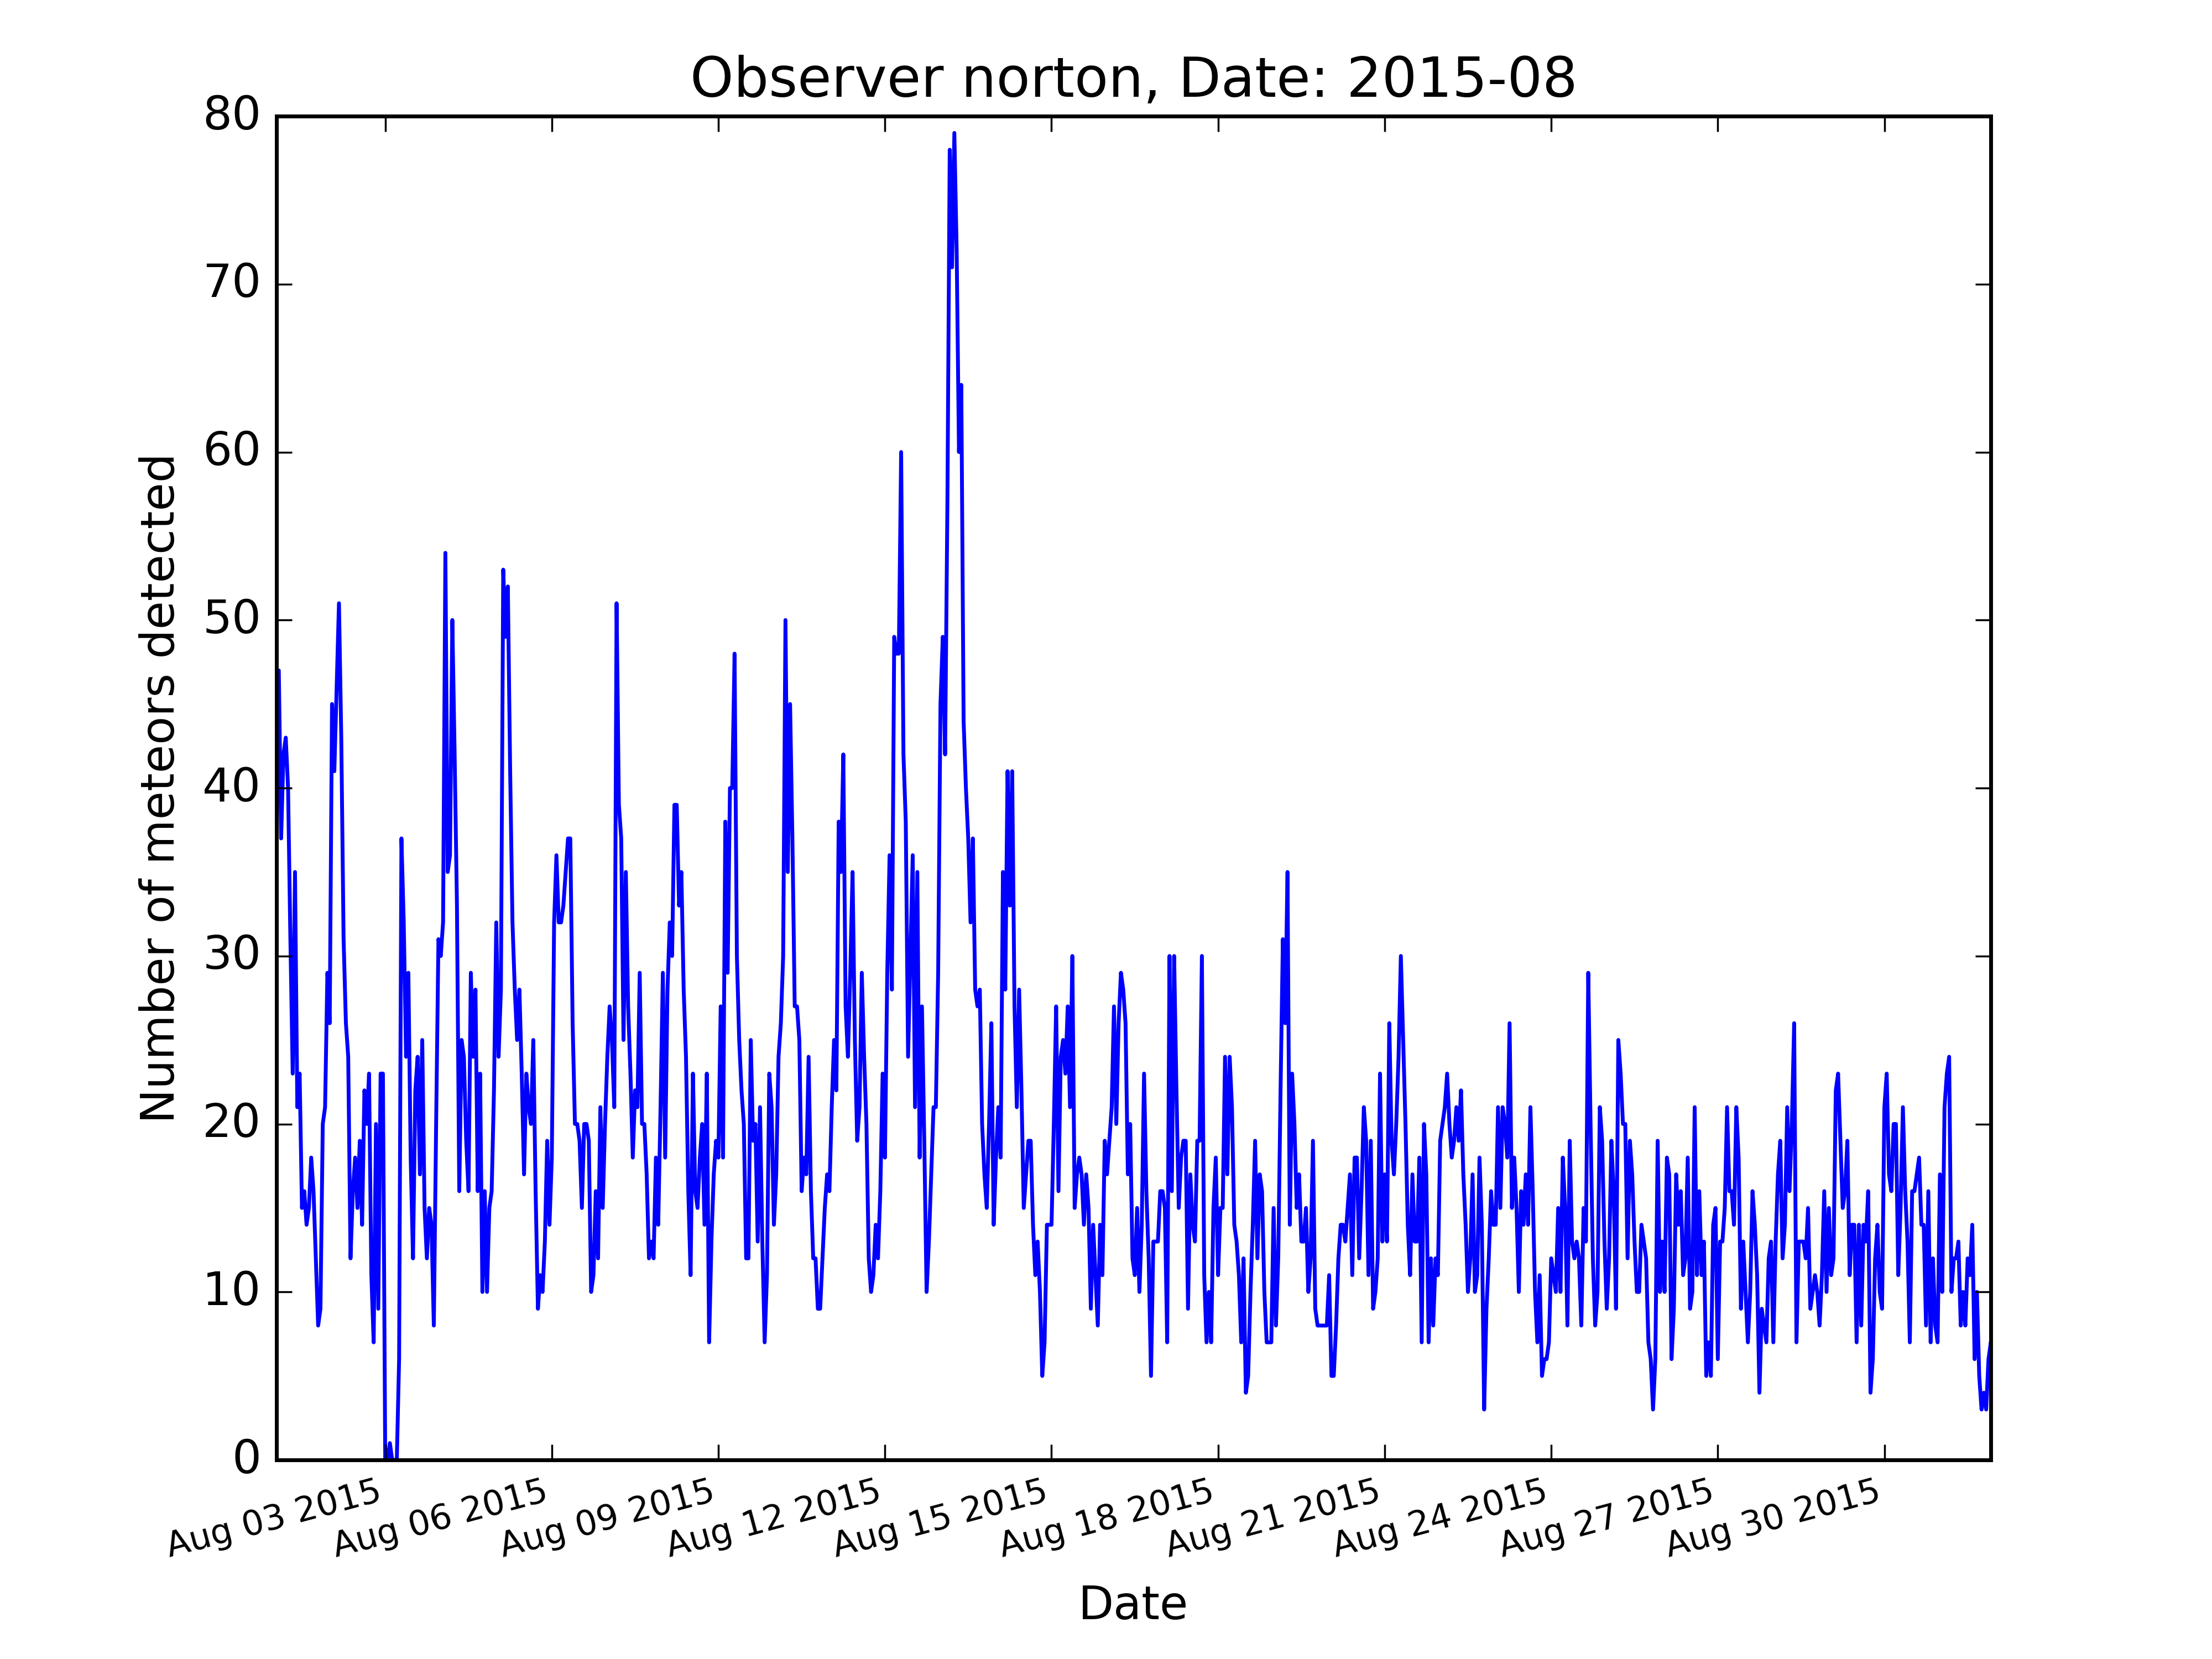 Observer norton, Date: 2015-08
Number of meteors detected
80
70
60
50
40
30
20
10
0
Aug 03 2015
Aug 06 2015
Aug 09 2015
Aug 12 2015
Aug 15 2015
Aug 18 2015
Aug 21 2015
Aug 24 2015
Aug 27 2015
Aug 30 2015
Date